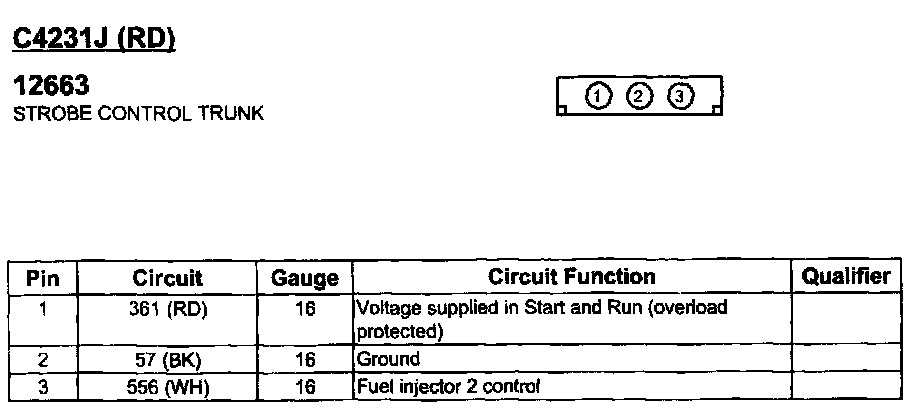 C4231J (RD)
12663
STROBE CONTROL TRUNK
1 2 3
Pin Circuit Gauge Circuit Function Qualifier
1 361 (RD) 16 Voltage supplied in Start and Run (overload
protected)
2 57 (BK) 16 Ground
3 556 (WH) 16 Fuel injector 2 control